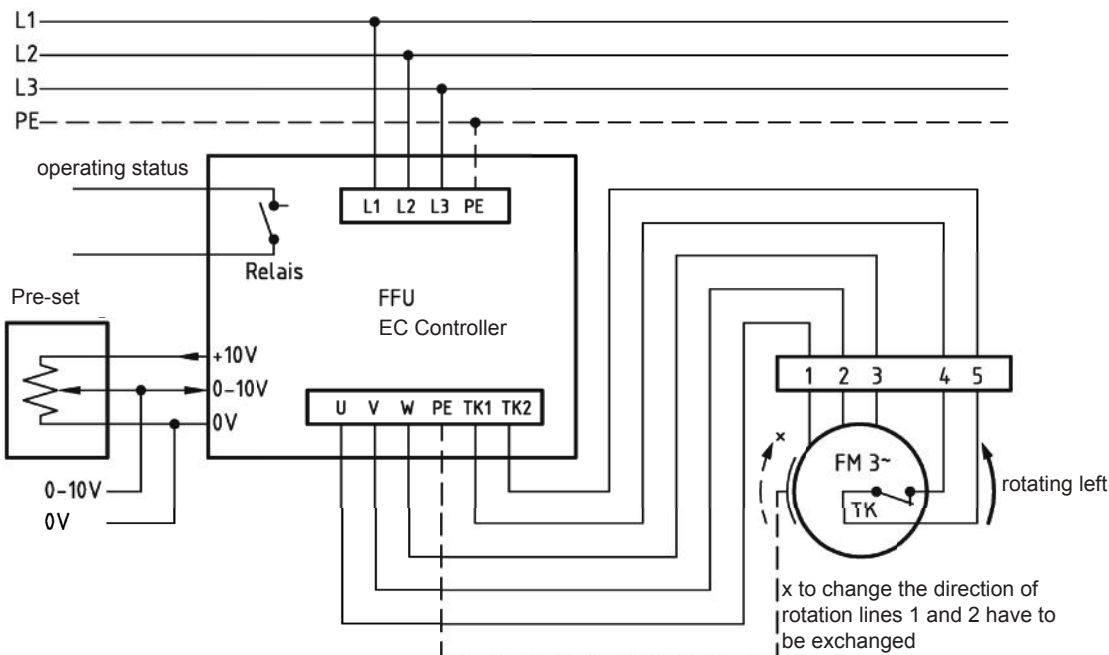 L1
L2
L3
PE
operating status
L1 L2 L3 PE
Relais
Pre-set
FFU
EC Controller
+10V
0-10V
0V
U V W PE TK1 TK2
1 2 3 4 5
x
FM 3~
TK
rotating left
0-10V
0V
x to change the direction of
rotation lines 1 and 2 have to
be exchanged